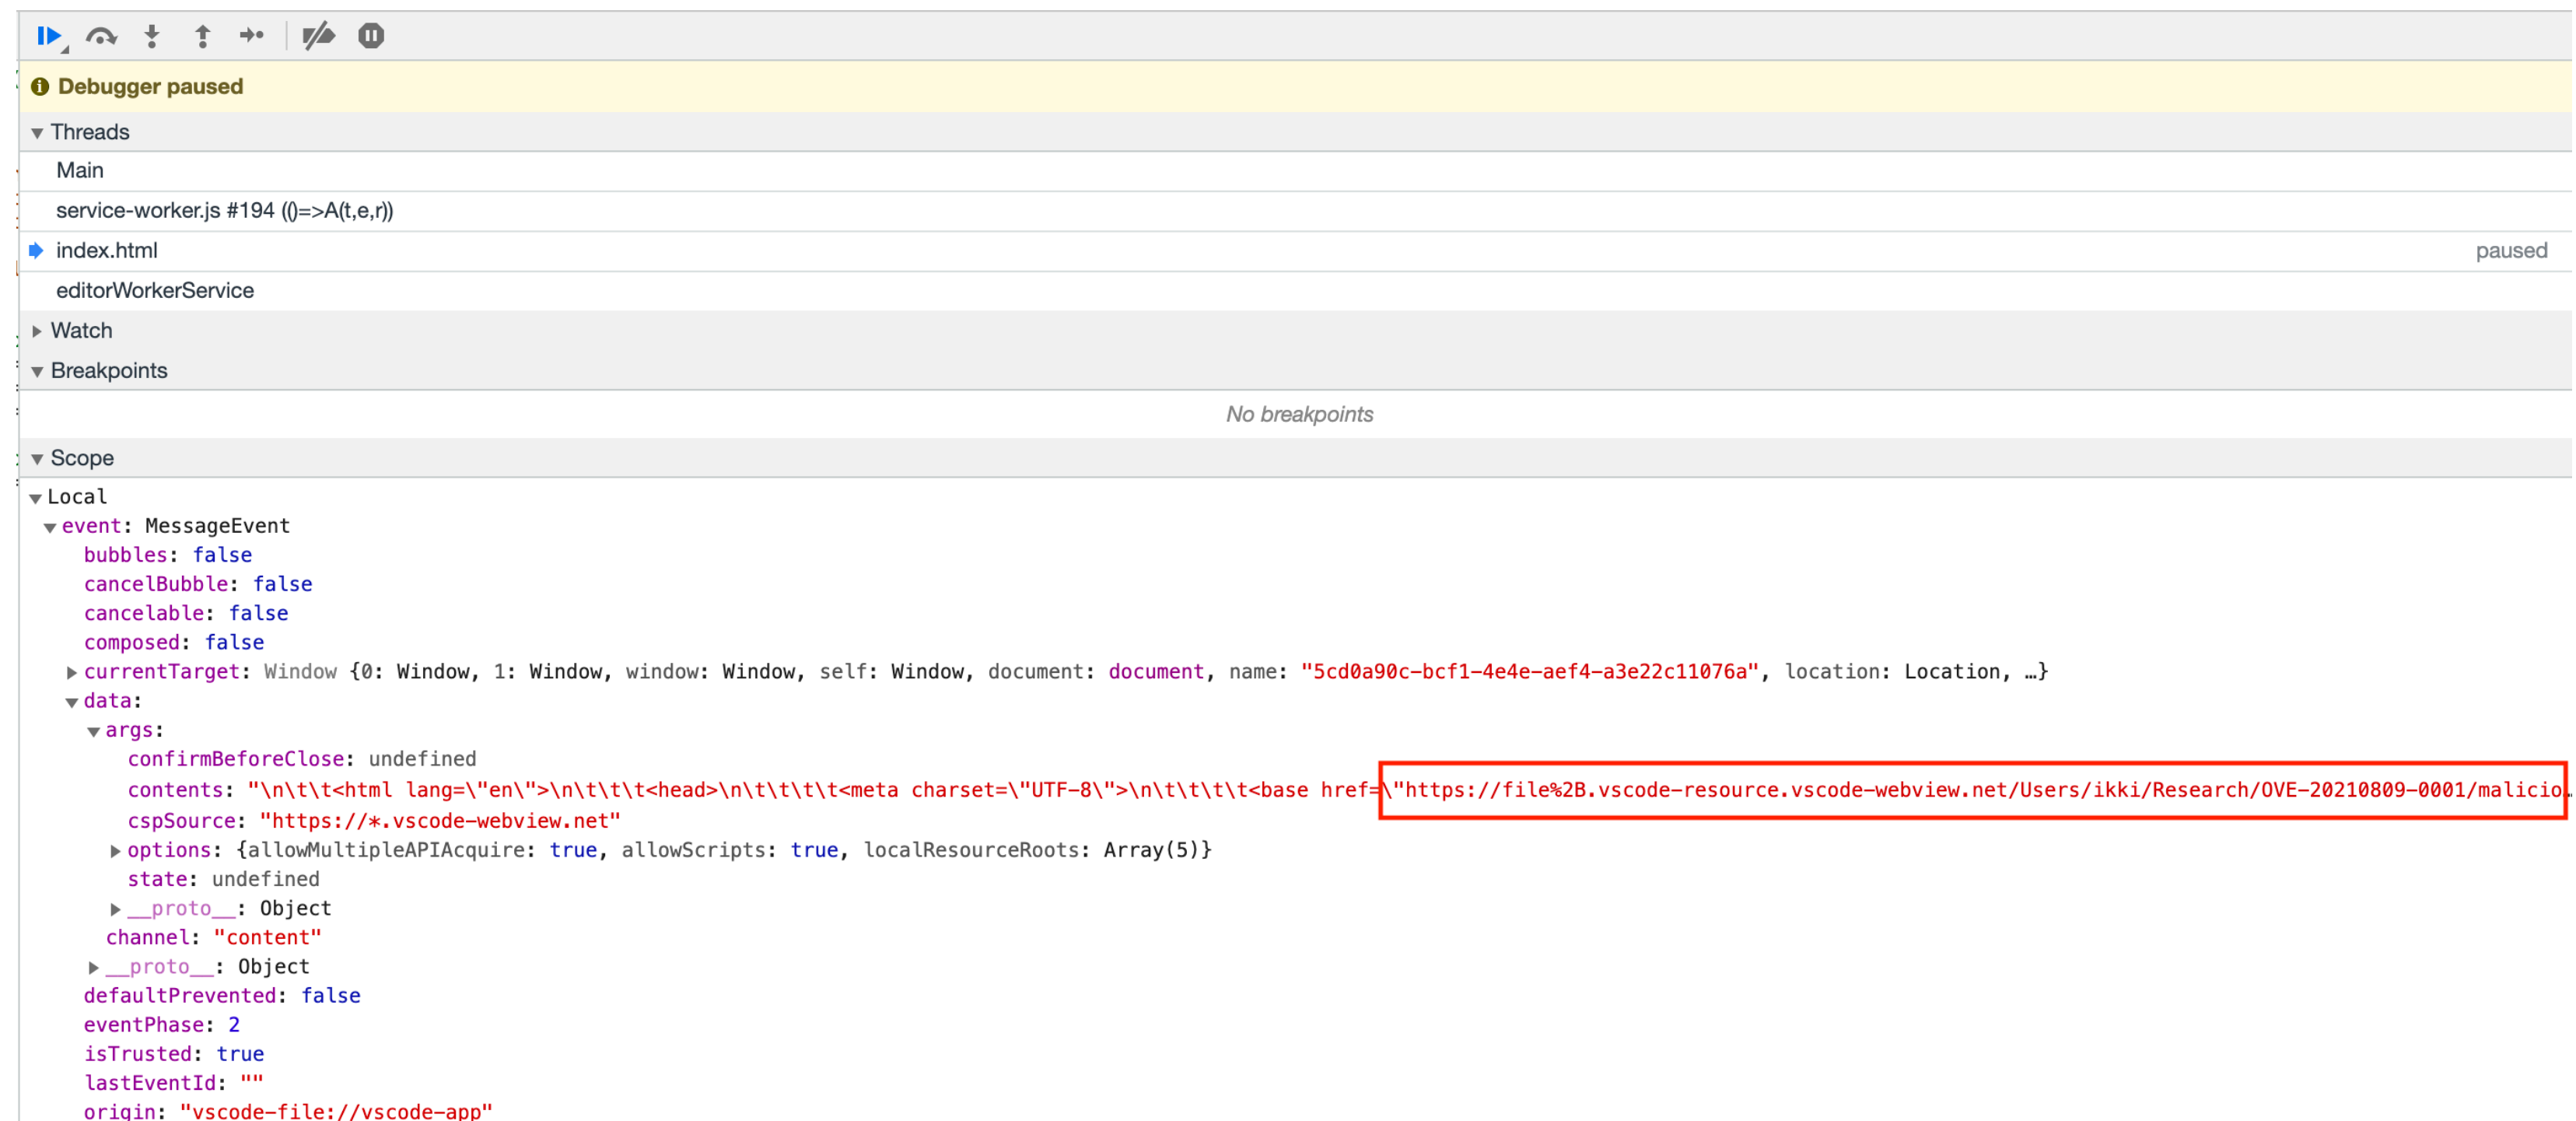 Debugger paused
Threads
Main
service-worker.js #194 (()=>A(t,e,r))
index.html paused
editorWorkerService
Watch
Breakpoints
No breakpoints
Scope
Local
event: MessageEvent
bubbles: false
cancelBubble: false
cancelable: false
composed: false
currentTarget: Window {0: Window, 1: Window, window: Window, self: Window, document: document, name: "5cd0a90c-bcf1-4e4e-aef4-a3e22c11076a", location: Location, …}
data:
args:
confirmBeforeClose: undefined
contents: "\n\t\t<html lang=\"en\">\n\t\t\t<head>\n\t\t\t\t<meta charset=\"UTF-8\">\n\t\t\t\t<base href=\"https://file%2B.vscode-resource.vscode-webview.net/Users/ikki/Research/OVE-20210809-0001/malicio…
cspSource: "https://*.vscode-webview.net"
options: {allowMultipleAPIAcquire: true, allowScripts: true, localResourceRoots: Array(5)}
state: undefined
__proto__: Object
channel: "content"
__proto__: Object
defaultPrevented: false
eventPhase: 2
isTrusted: true
lastEventId: ""
origin: "vscode-file://vscode-app"